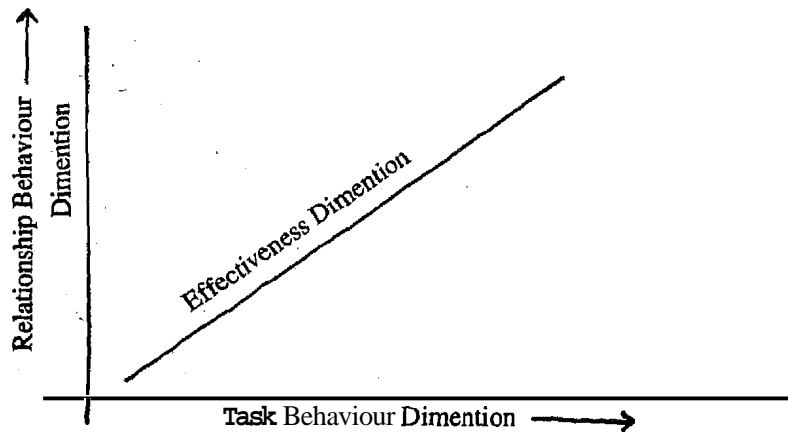 Relationship Behaviour
Dimention
Effectiveness Dimention
Task Behaviour Dimention